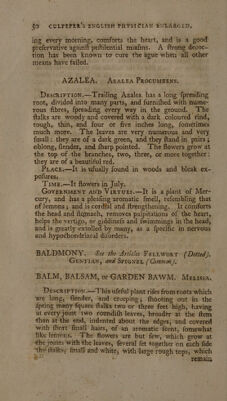 50 CULPEPER'S ENGLISH PHYSICIAN ENLARGED.
ing every morning, comforts the heart, and is a good
preservative against pestilential miasms. A strong decoc-
tion has been known to cure the ague when all other
means have failed.
AZALEA. AZALEA PROCUMBENS.
DESCRIPTION.—Trailing Azalea has a long spreading
root, divided into many parts, and furnished with nume-
rous fibres, spreading every way in the ground. The
stalks are woody and covered with a dark coloured rind,
tough, thin, and four or five inches long, sometimes
much more. The leaves are very numerous and very
small: they are of a dark green, and they stand in pairs;
oblong, slender, and sharp pointed. The flowers grow at
the top of the branches, two, three, or more together:
they are of a beautiful red.
PLACE.—It is usually found in woods and bleak ex-
posures.
TIME.—It flowers in July.
GOVERNMENT AND VIRTUES.—It is a plant of Mer-
cury, and has a pleasing aromatic smell, resembling that
of lemons; and is cordial and strengthening. It comforts
the head and stomach, removes palpitations of the heart,
helps the vertigo, or giddiness and swimmings in the head,
and is greatly extolled by many, as a specific in nervous
and hypochondriacal disorders.
BALDMONY. See the Articles FELLWORT (Dotted),
GENTIAN, and SPIGNEL (Common).
BALM, BALSAM, or GARDEN BAWM. MELISSA.
DESCRIPTION.—This useful plant rises from roots which
are long, slender, and creeping; shooting out in the
spring many square stalks two or three feet high, having
at every joint two roundish leaves, broader at the stem
than at the end, indented about the edges, and covered
with short small hairs, of an aromatic scent, somewhat
like lemons. The flowers are but few, which grow at
the joints with the leaves, several set together on each side
the stalks, small and white, with large rough tops, which
remain